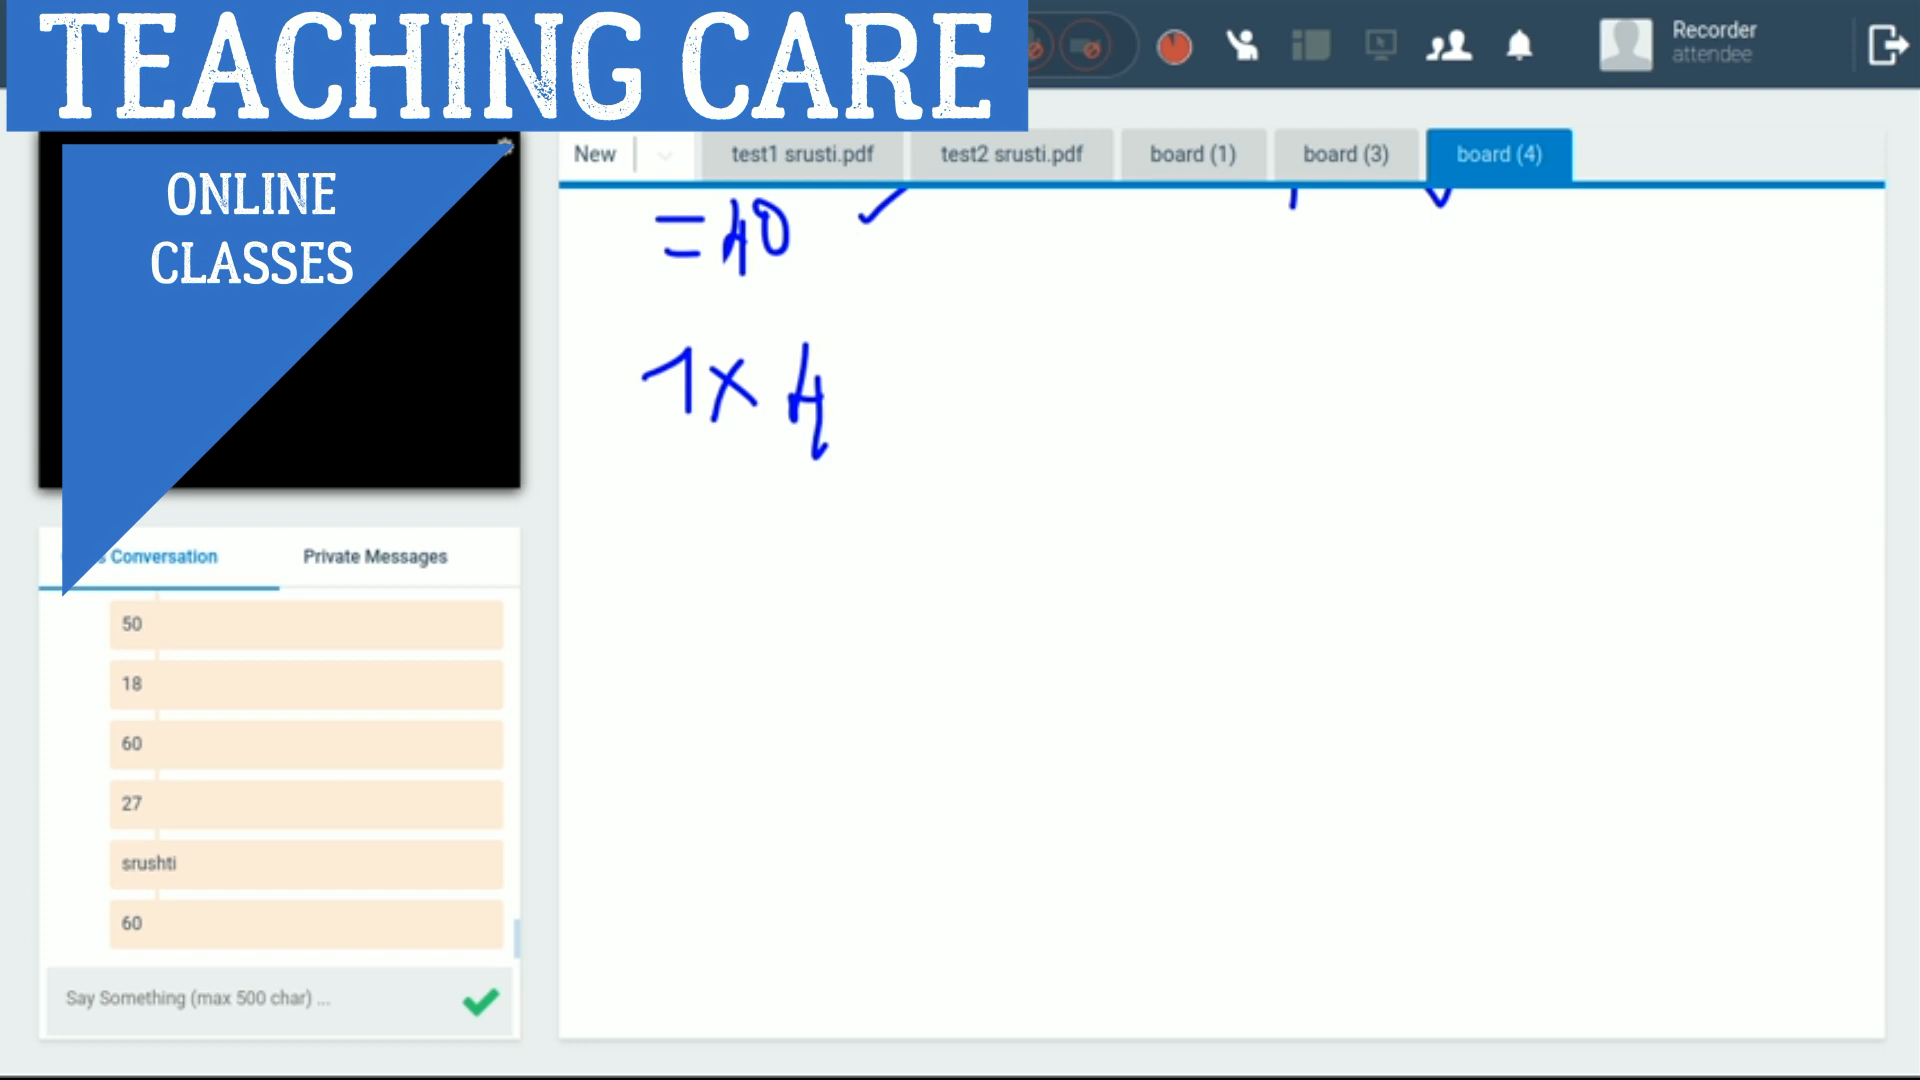 TEACHING CARE
ONLINE
CLASSES
Recorder
attendee
New
test1 srusti.pdf
test2 srusti.pdf
board (1)
board (3)
board (4)
=40
1x4
Conversation
Private Messages
50
18
60
27
srushti
60
Say Something (max 500 char) ...